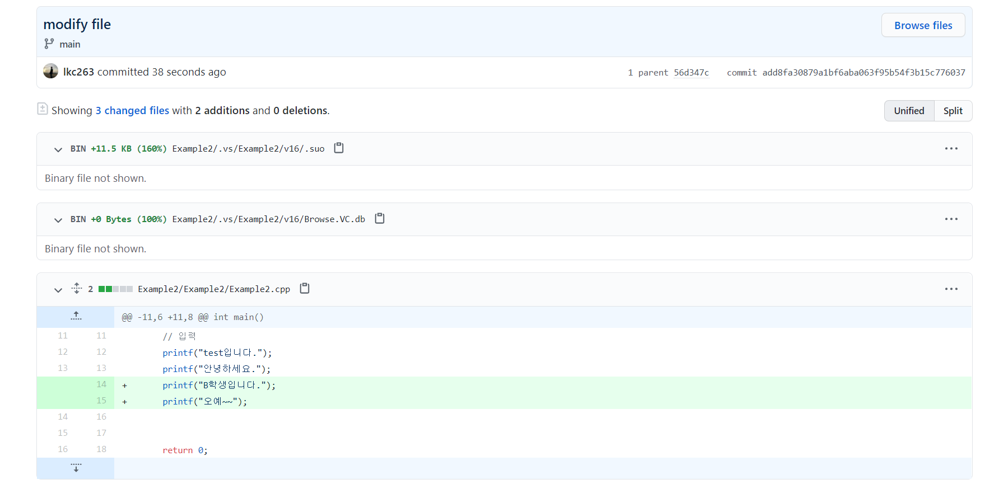 modify file
Browse files
main
lkc263 committed 38 seconds ago
1 parent 56d347c commit add8fa30879a1bf6aba063f95b54f3b15c776037
Showing 3 changed files with 2 additions and 0 deletions.
Unified Split
BIN +11.5 KB (160%) Example2/.vs/Example2/v16/.suo
Binary file not shown.
BIN +0 Bytes (100%) Example2/.vs/Example2/v16/Browse.VC.db
Binary file not shown.
2 Example2/Example2/Example2.cpp
@@ -11,6 +11,8 @@ int main()
11 11 // 입력
12 12 printf("test입니다.");
13 13 printf("안녕하세요.");
14 + printf("B학생입니다.");
15 + printf("오예~~");
14 16
15 17
16 18 return 0;